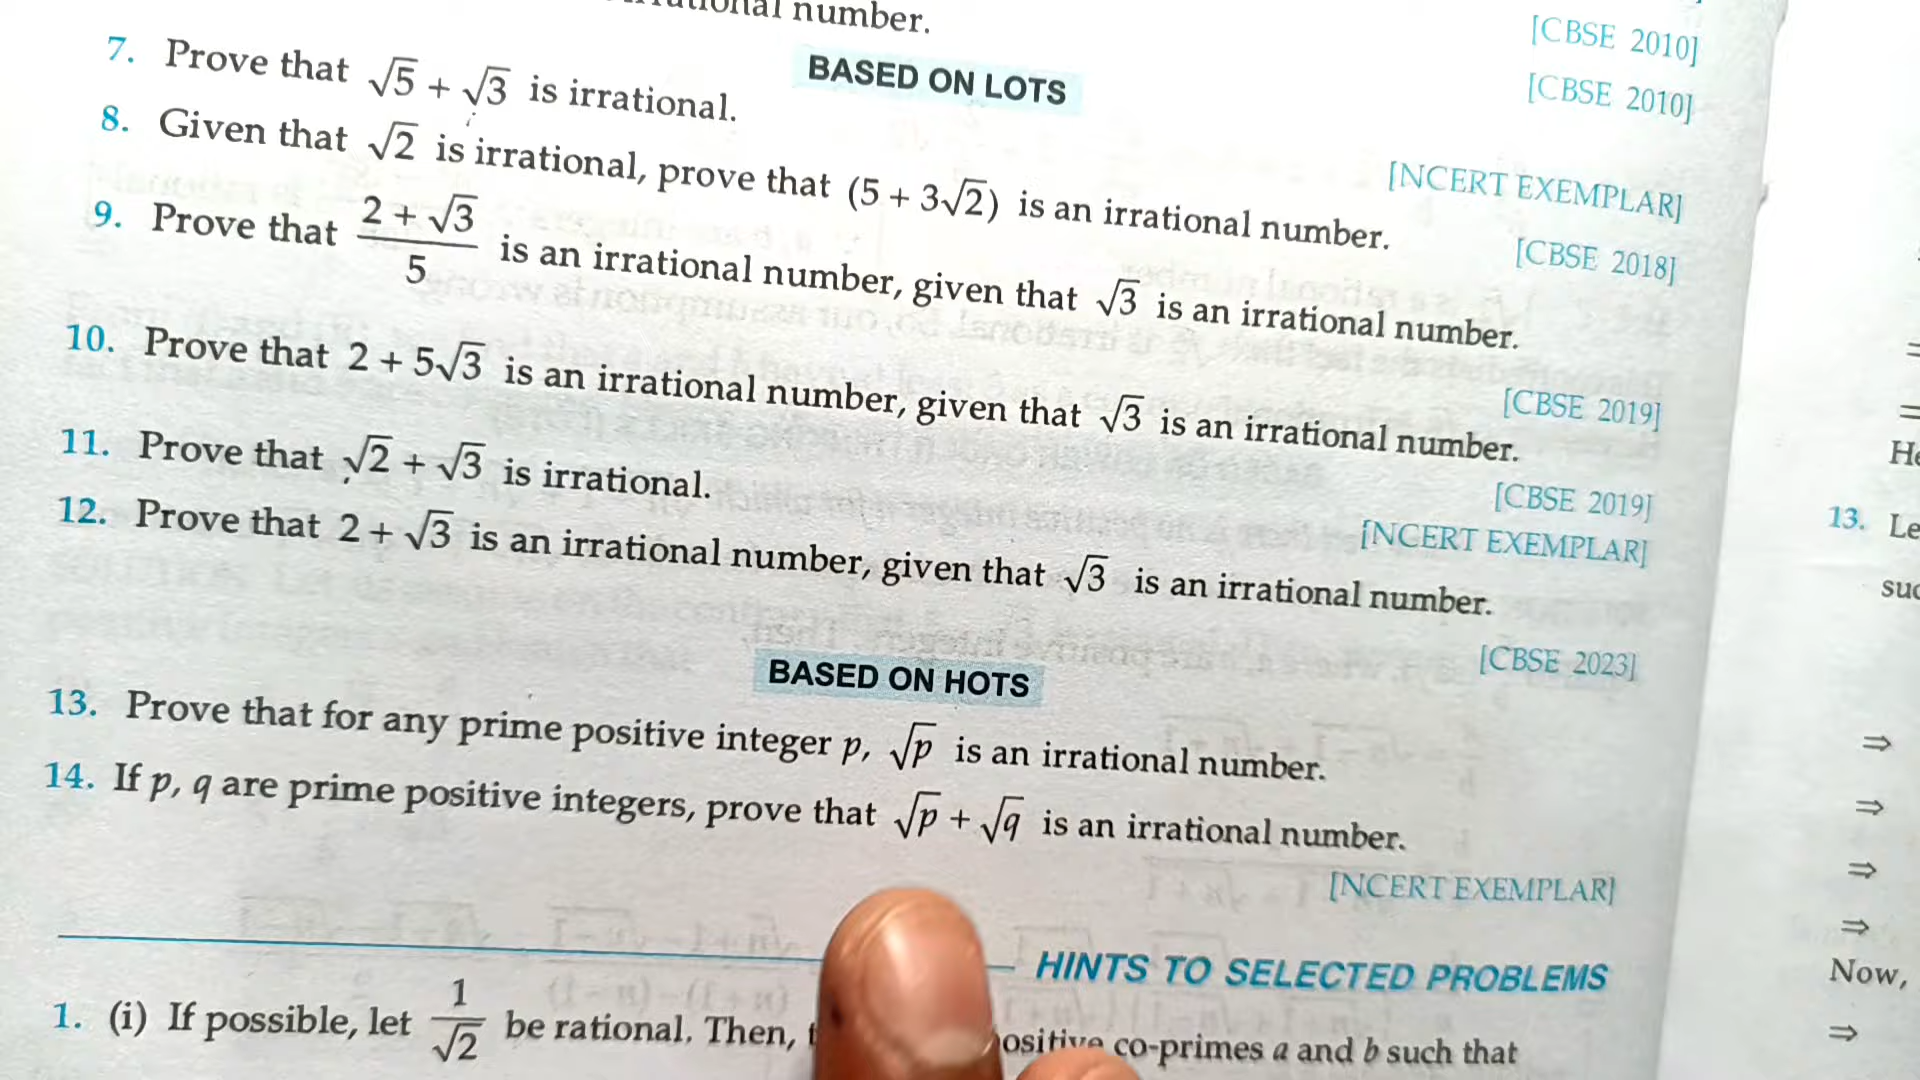 number.
[CBSE 2010]
BASED ON LOTS
7. Prove that √5 + √3 is irrational.
[CBSE 2010]
8. Given that √2 is irrational, prove that (5 + 3√2) is an irrational number.
[NCERT EXEMPLAR]
[CBSE 2018]
9. Prove that (2 + √3)/5 is an irrational number, given that √3 is an irrational number.
[CBSE 2019]
10. Prove that 2 + 5√3 is an irrational number, given that √3 is an irrational number.
[CBSE 2019]
11. Prove that √2 + √3 is irrational.
[NCERT EXEMPLAR]
12. Prove that 2 + √3 is an irrational number, given that √3 is an irrational number.
[CBSE 2023]
BASED ON HOTS
13. Prove that for any prime positive integer p, √p is an irrational number.
14. If p, q are prime positive integers, prove that √p + √q is an irrational number.
[NCERT EXEMPLAR]
HINTS TO SELECTED PROBLEMS
1. (i) If possible, let 1/√2 be rational. Then, co-primes a and b such that
13. Le
⇒
⇒
⇒
⇒
Now,
⇒